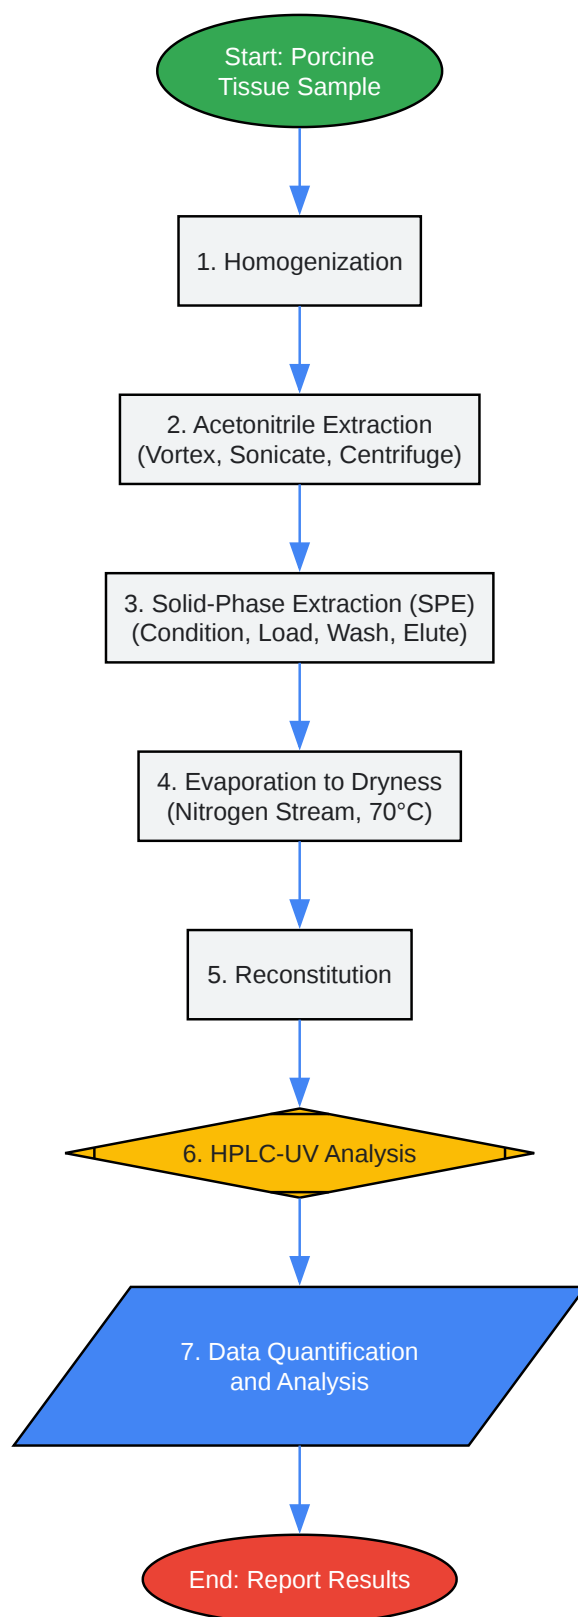 Start: Porcine
Tissue Sample
1. Homogenization
2. Acetonitrile Extraction
(Vortex, Sonicate, Centrifuge)
3. Solid-Phase Extraction (SPE)
(Condition, Load, Wash, Elute)
4. Evaporation to Dryness
(Nitrogen Stream, 70°C)
5. Reconstitution
6. HPLC-UV Analysis
7. Data Quantification
and Analysis
End: Report Results